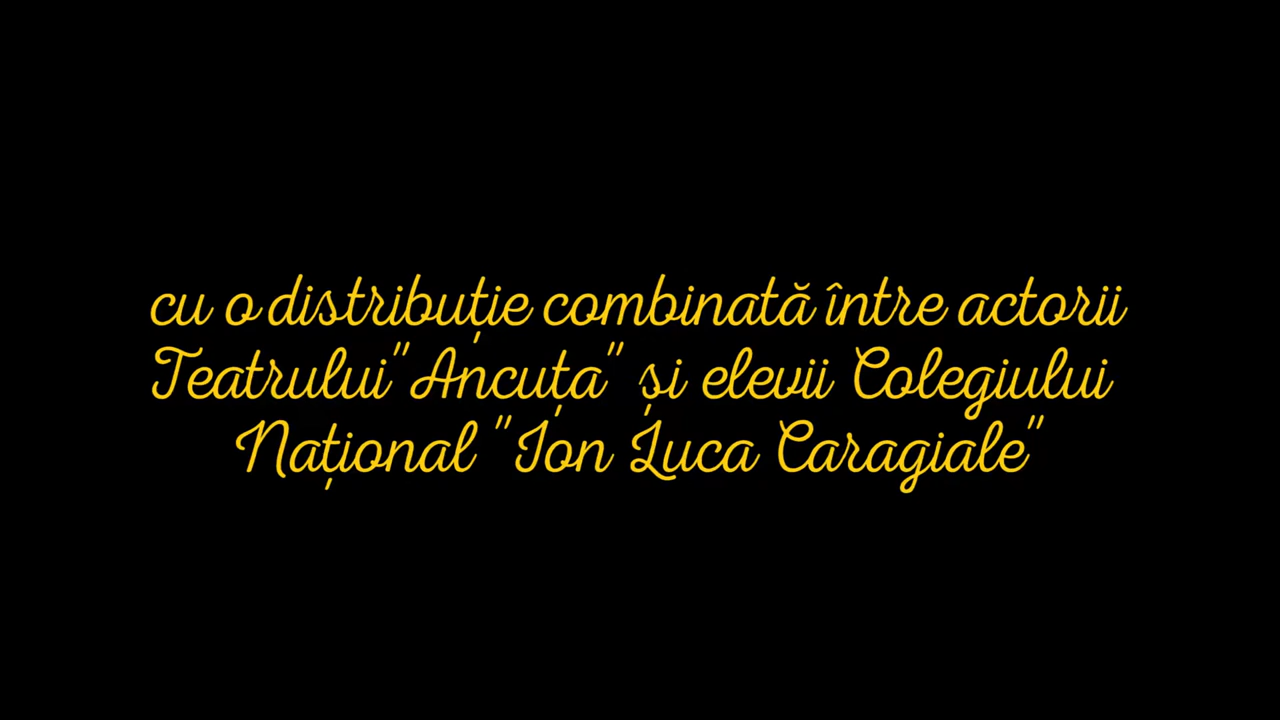 cu o distribuție combinată între actorii
Teatrului "Ancuța" și elevii Colegiului
Național "Ion Luca Caragiale"